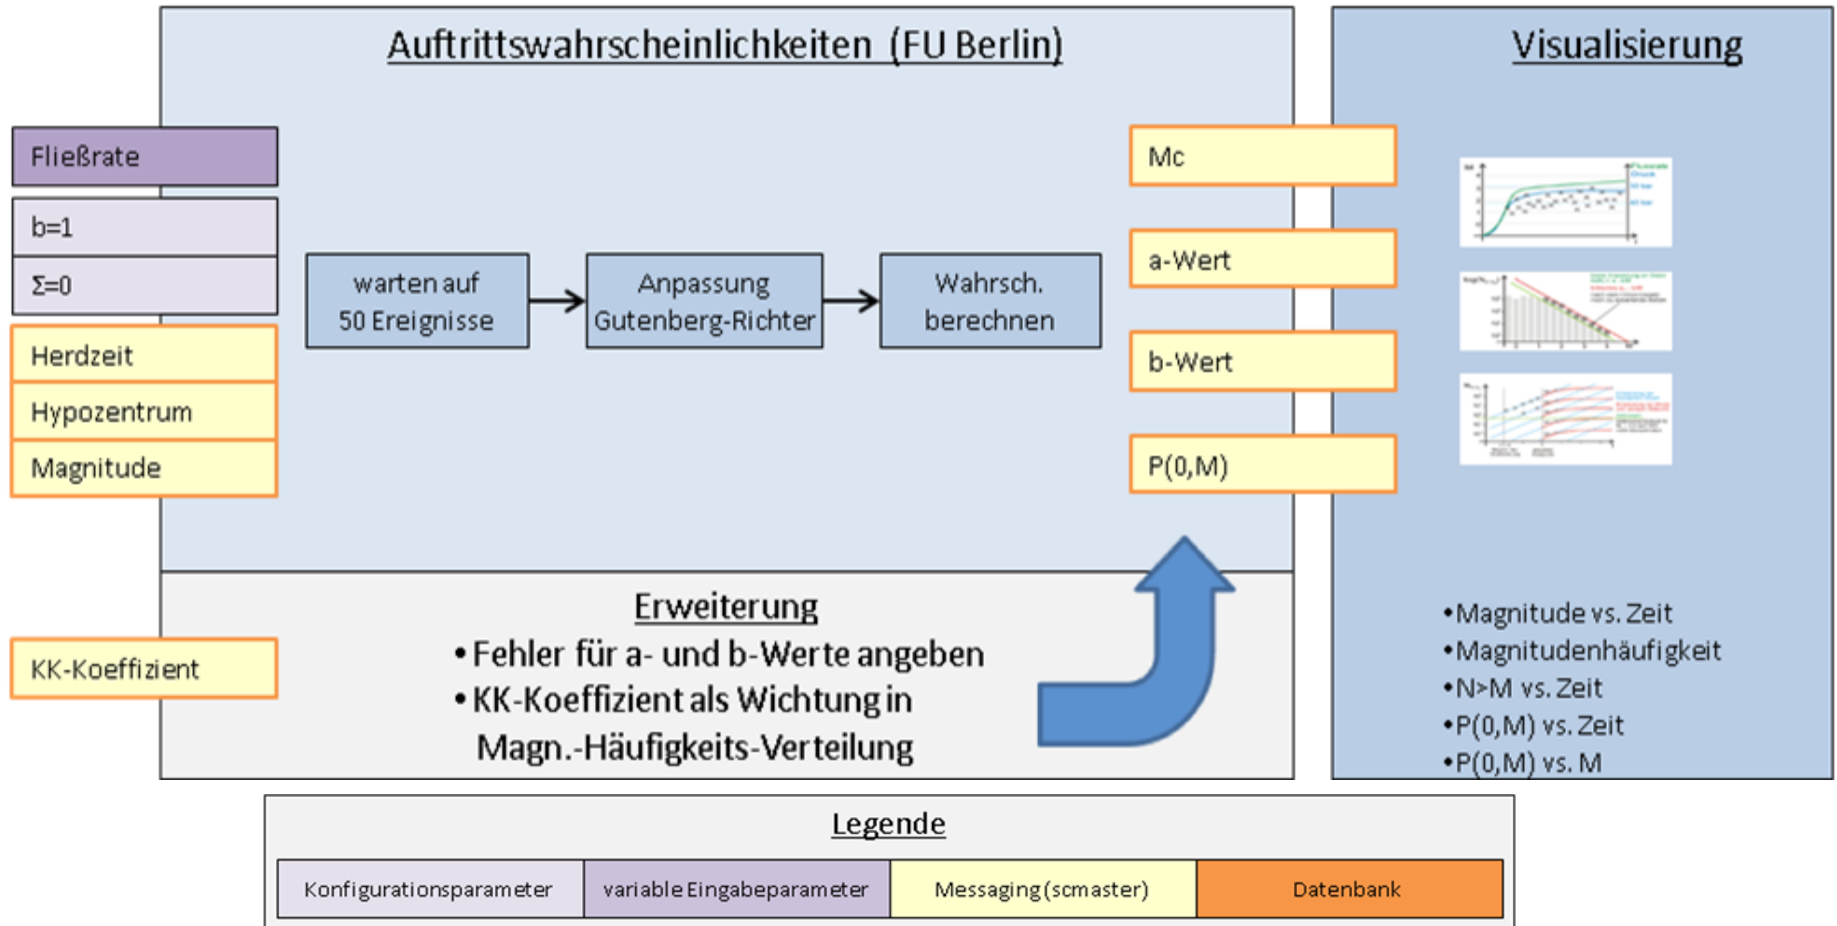 Auftrittswahrscheinlichkeiten (FU Berlin)
Visualisierung
Fließrate
b=1
Σ=0
Herdzeit
Hypozentrum
Magnitude
KK-Koeffizient
warten auf
50 Ereignisse
Anpassung
Gutenberg-Richter
Wahrsch.
berechnen
Mc
a-Wert
b-Wert
P(0,M)
Erweiterung
•Fehler für a- und b-Werte angeben
•KK-Koeffizient als Wichtung in
Magn.-Häufigkeits-Verteilung
•Magnitude vs. Zeit
•Magnitudenhäufigkeit
•N>M vs. Zeit
•P(0,M) vs. Zeit
•P(0,M) vs. M
Legende
Konfigurationsparameter
variable Eingabeparameter
Messaging (scmaster)
Datenbank